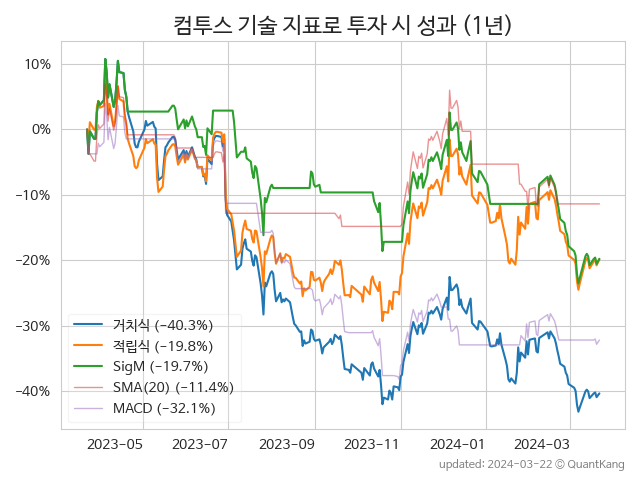 컴투스 기술 지표로 투자 시 성과 (1년)
10%
0%
−10%
−20%
−30%
−40%
거치식 (−40.3%)
적립식 (−19.8%)
SigM (−19.7%)
SMA(20) (−11.4%)
MACD (−32.1%)
2023−05 2023−07 2023−09 2023−11 2024−01 2024−03
updated: 2024−03−22 © QuantKang